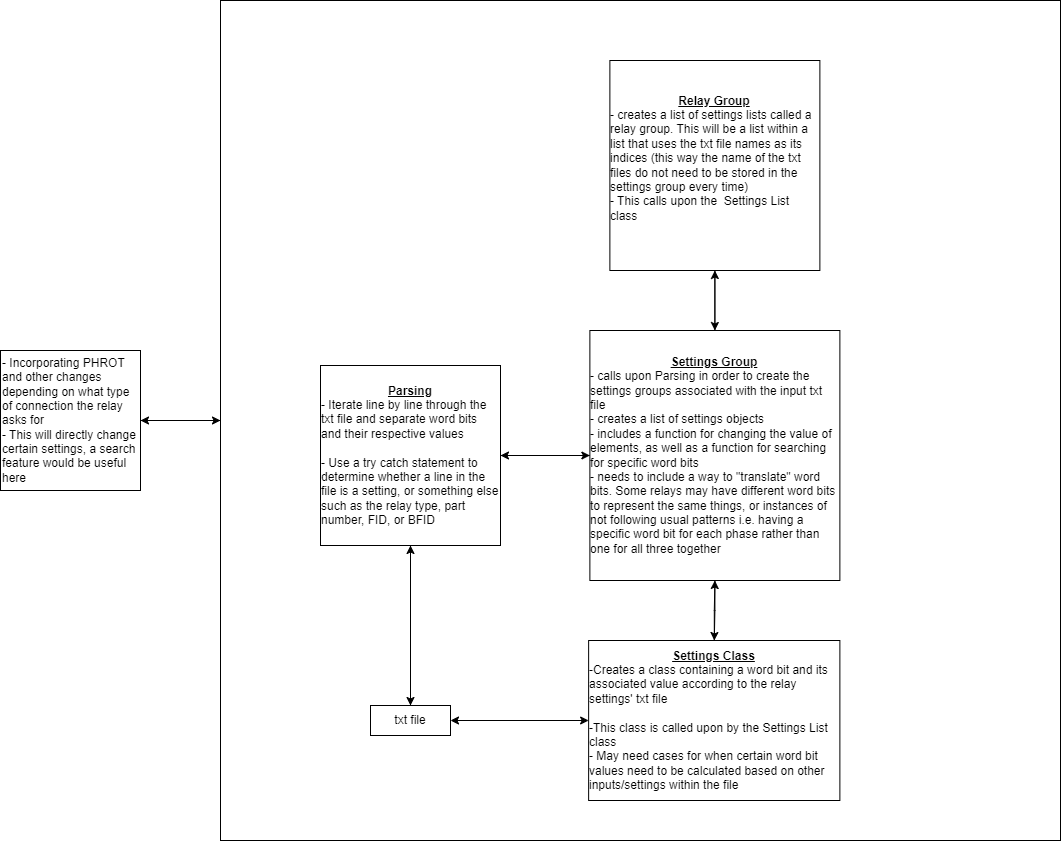 Relay Group
- creates a list of settings lists called a
relay group. This will be a list within a
list that uses the txt file names as its
indices (this way the name of the txt
files do not need to be stored in the
settings group every time)
- This calls upon the  Settings List
class
- Incorporating PHROT
and other changes
depending on what type
of connection the relay
asks for
- This will directly change
certain settings, a search
feature would be useful
here
Parsing
- Iterate line by line through the
txt file and separate word bits
and their respective values

- Use a try catch statement to
determine whether a line in the
file is a setting, or something else
such as the relay type, part
number, FID, or BFID
Settings Group
- calls upon Parsing in order to create the
settings groups associated with the input txt
file
- creates a list of settings objects
- includes a function for changing the value of
elements, as well as a function for searching
for specific word bits
- needs to include a way to "translate" word
bits. Some relays may have different word bits
to represent the same things, or instances of
not following usual patterns i.e. having a
specific word bit for each phase rather than
one for all three together
txt file
Settings Class
-Creates a class containing a word bit and its
associated value according to the relay
settings' txt file

-This class is called upon by the Settings List
class
- May need cases for when certain word bit
values need to be calculated based on other
inputs/settings within the file